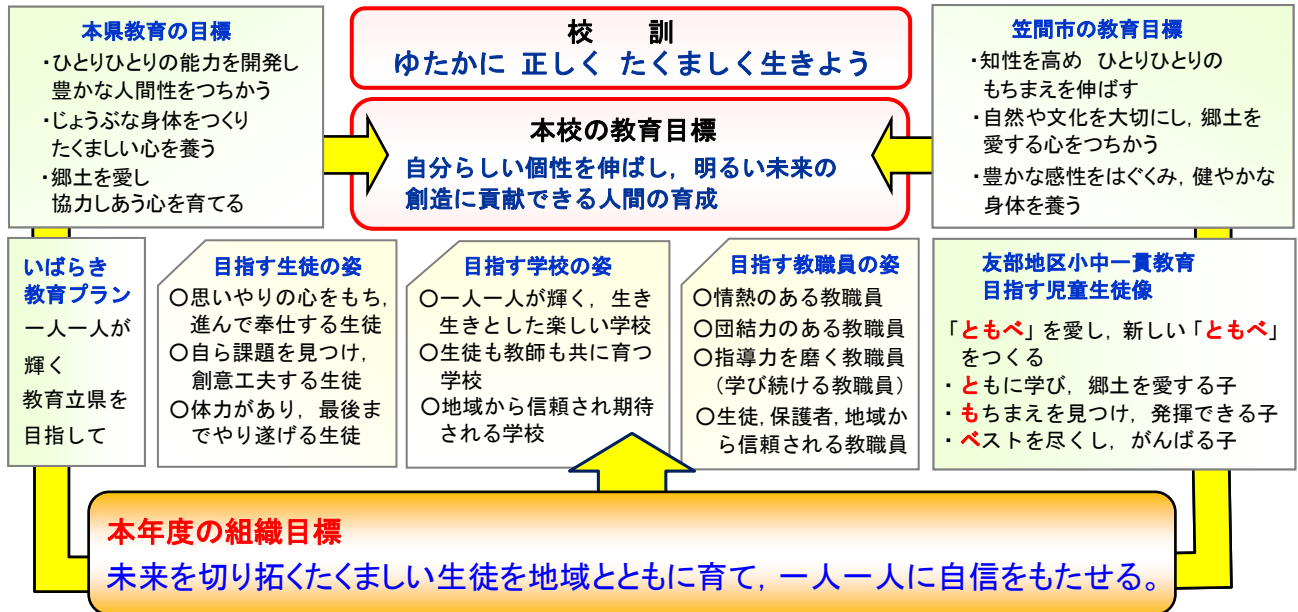 本県教育の目標
・ひとりひとりの能力を開発し
豊かな人間性をつちかう
・じょうぶな身体をつくり
たくましい心を養う
・郷土を愛し
協力しあう心を育てる
校　訓
ゆたかに 正しく たくましく生きよう
本校の教育目標
自分らしい個性を伸ばし，明るい未来の
創造に貢献できる人間の育成
笠間市の教育目標
・知性を高め ひとりひとりの
もちまえを伸ばす
・自然や文化を大切にし，郷土を
愛する心をつちかう
・豊かな感性をはぐくみ，健やかな
身体を養う
いばらき
教育プラン
一人一人が
輝く
教育立県を
目指して
目指す生徒の姿
○思いやりの心をもち，
進んで奉仕する生徒
○自ら課題を見つけ，
創意工夫する生徒
○体力があり，最後ま
でやり遂げる生徒
目指す学校の姿
○一人一人が輝く，生き
生きとした楽しい学校
○生徒も教師も共に育つ
学校
○地域から信頼され期待
される学校
目指す教職員の姿
○情熱のある教職員
○団結力のある教職員
○指導力を磨く教職員
（学び続ける教職員）
○生徒，保護者，地域か
ら信頼される教職員
友部地区小中一貫教育
目指す児童生徒像
「ともべ」を愛し，新しい「ともべ」
をつくる
・ともに学び，郷土を愛する子
・もちまえを見つけ，発揮できる子
・ベストを尽くし，がんばる子
本年度の組織目標
未来を切り拓くたくましい生徒を地域とともに育て，一人一人に自信をもたせる。